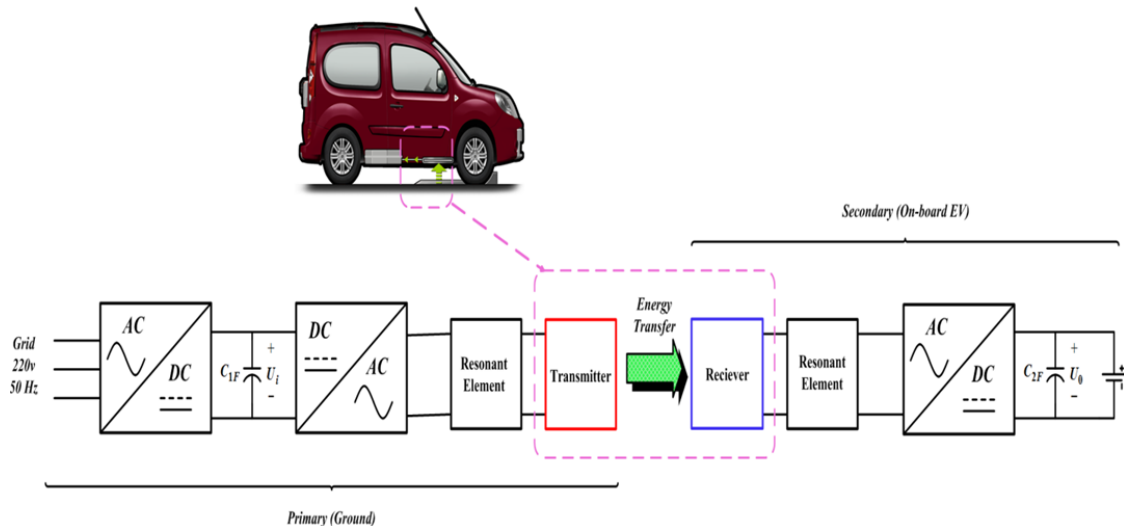 Secondary (On-board EV)
Grid
220v
50 Hz
AC
DC
C1F
+
Ui
−
DC
AC
Resonant
Element
Transmitter
Energy
Transfer
Reciever
Resonant
Element
AC
DC
C2F
+
U0
−
+
Primary (Ground)